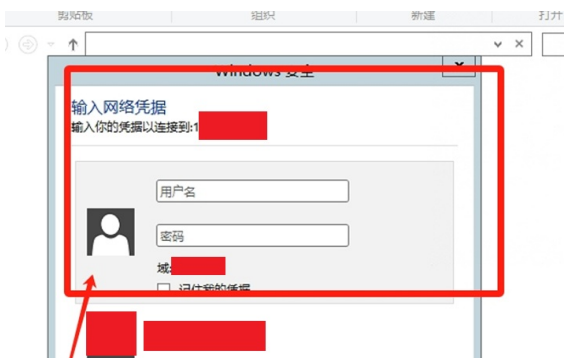 剪贴板 组织 新建 打开
Windows 安全
输入网络凭据
输入你的凭据以连接到:1
用户名
密码
域:
记住我的凭据